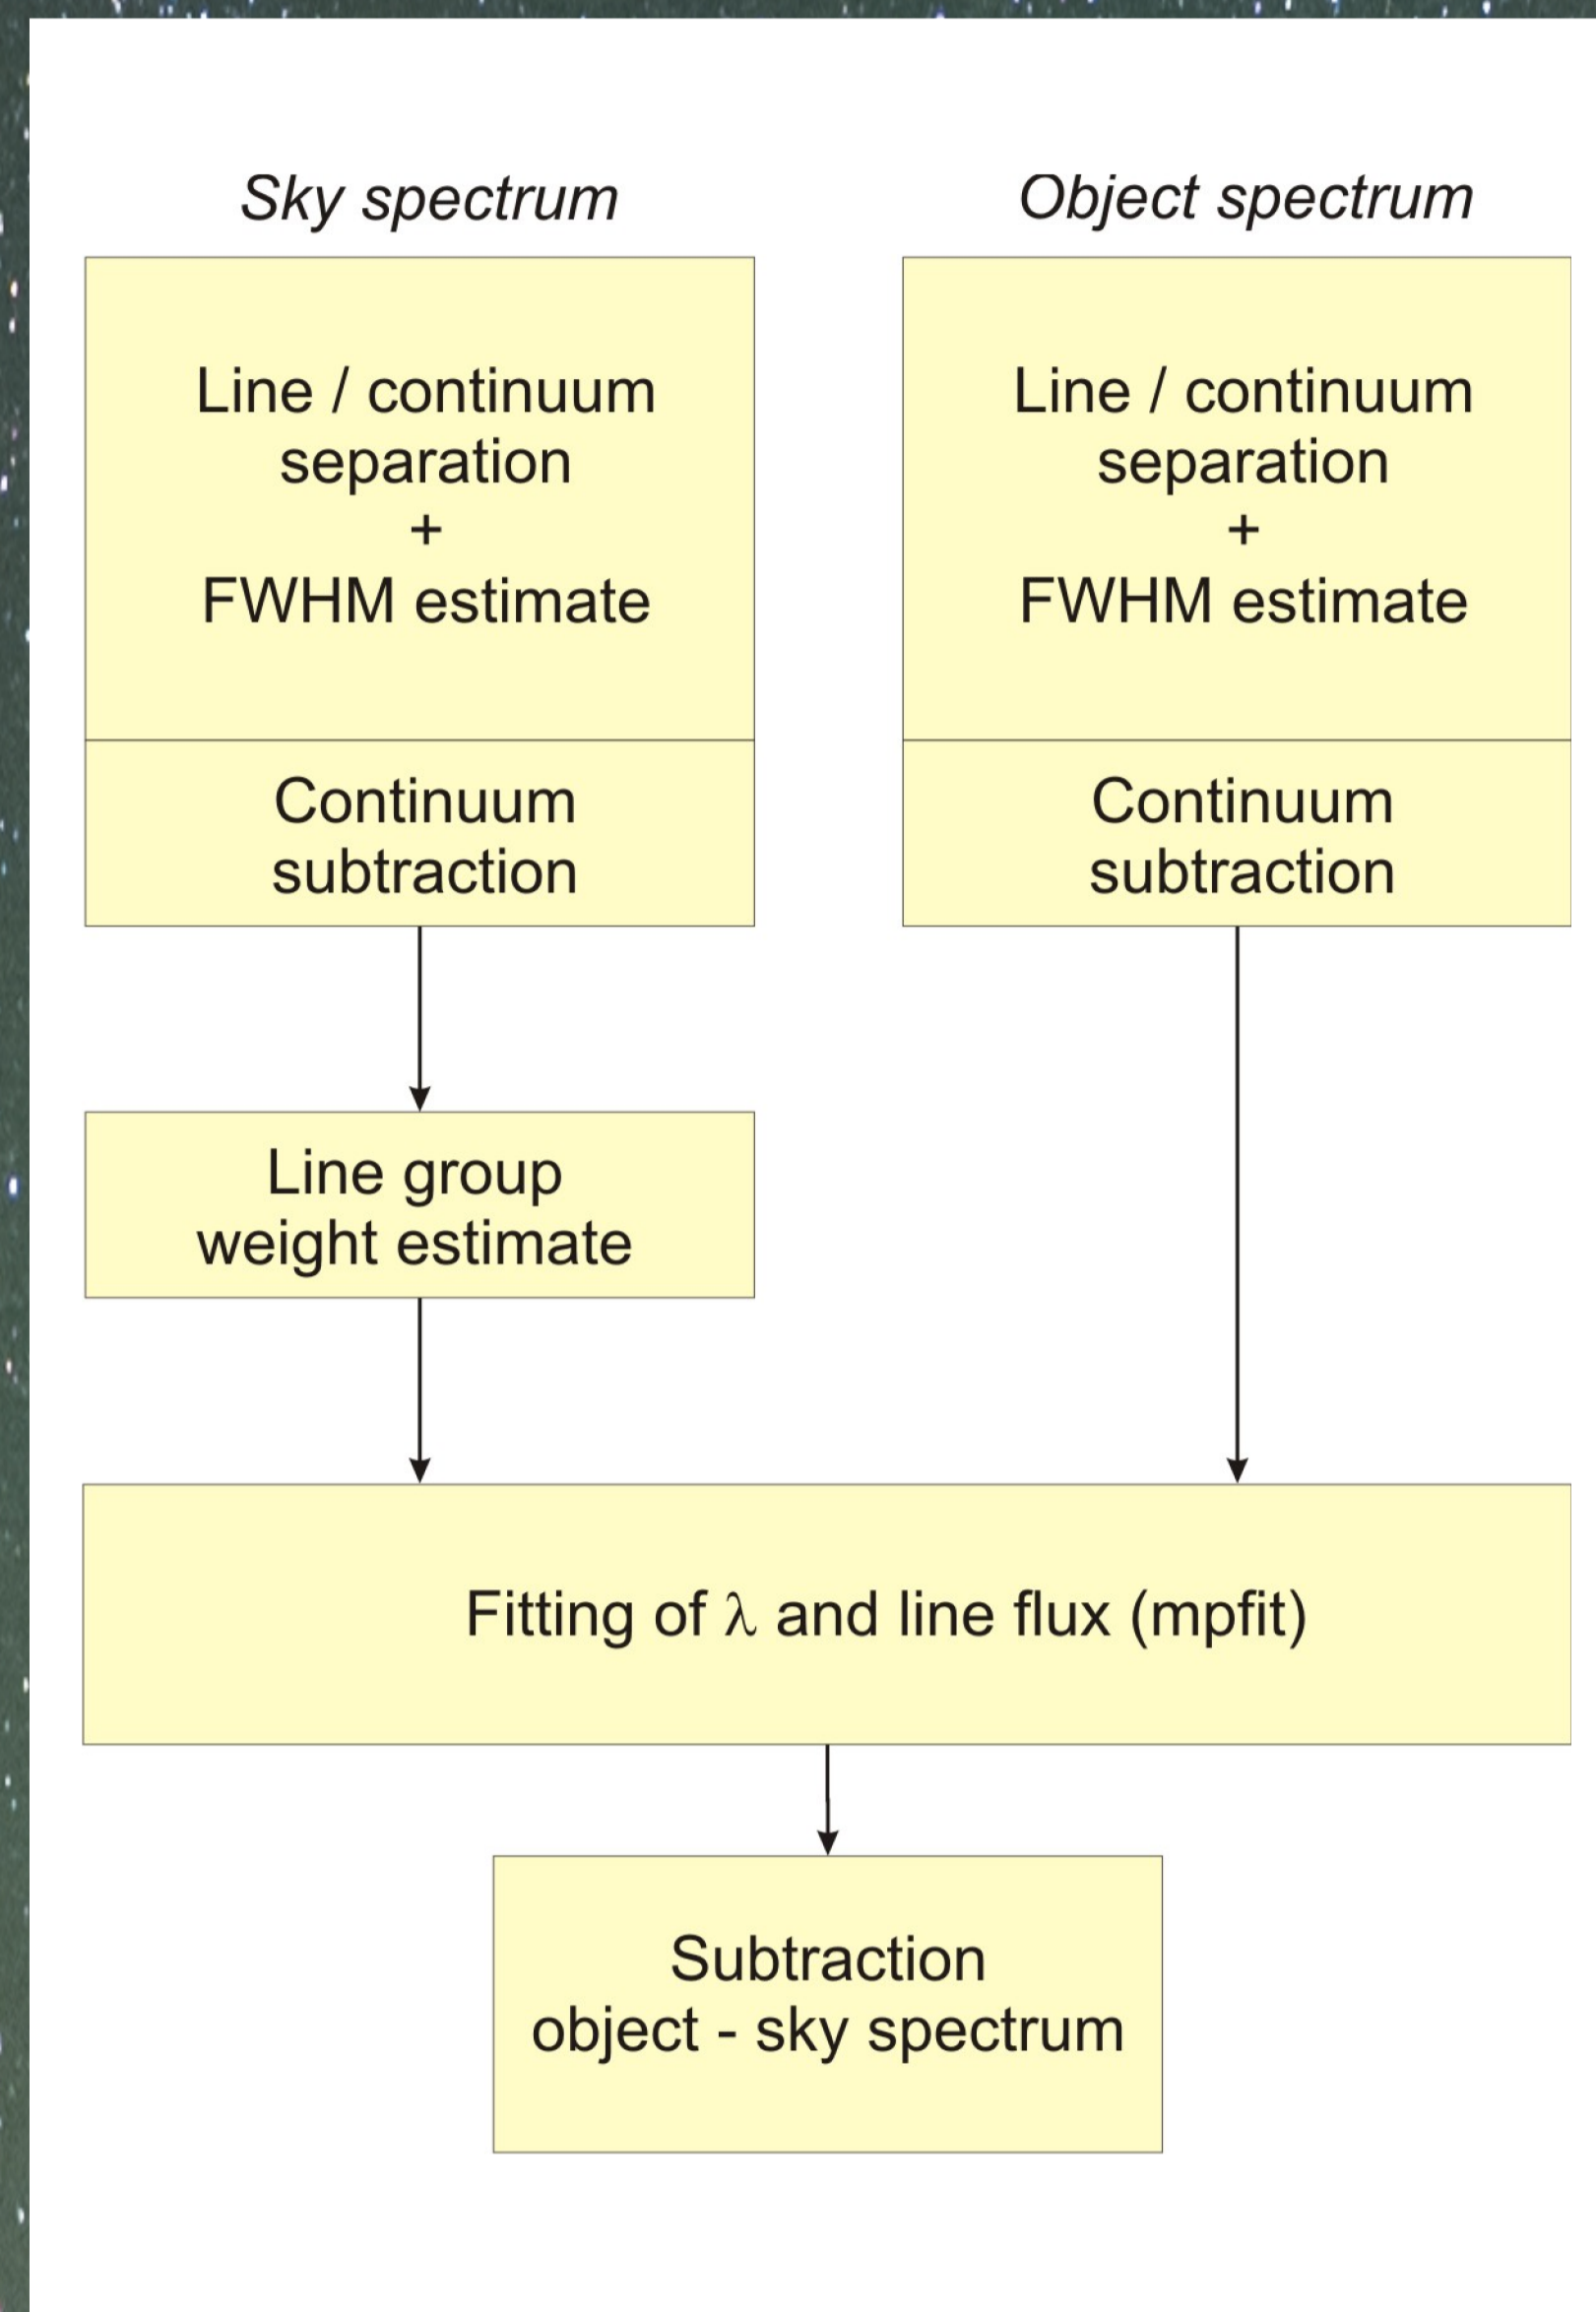 Sky spectrum
Line / continuum
separation
+
FWHM estimate
Continuum
subtraction
Line group
weight estimate
Object spectrum
Line / continuum
separation
+
FWHM estimate
Continuum
subtraction
Fitting of λ and line flux (mpfit)
Subtraction
object - sky spectrum